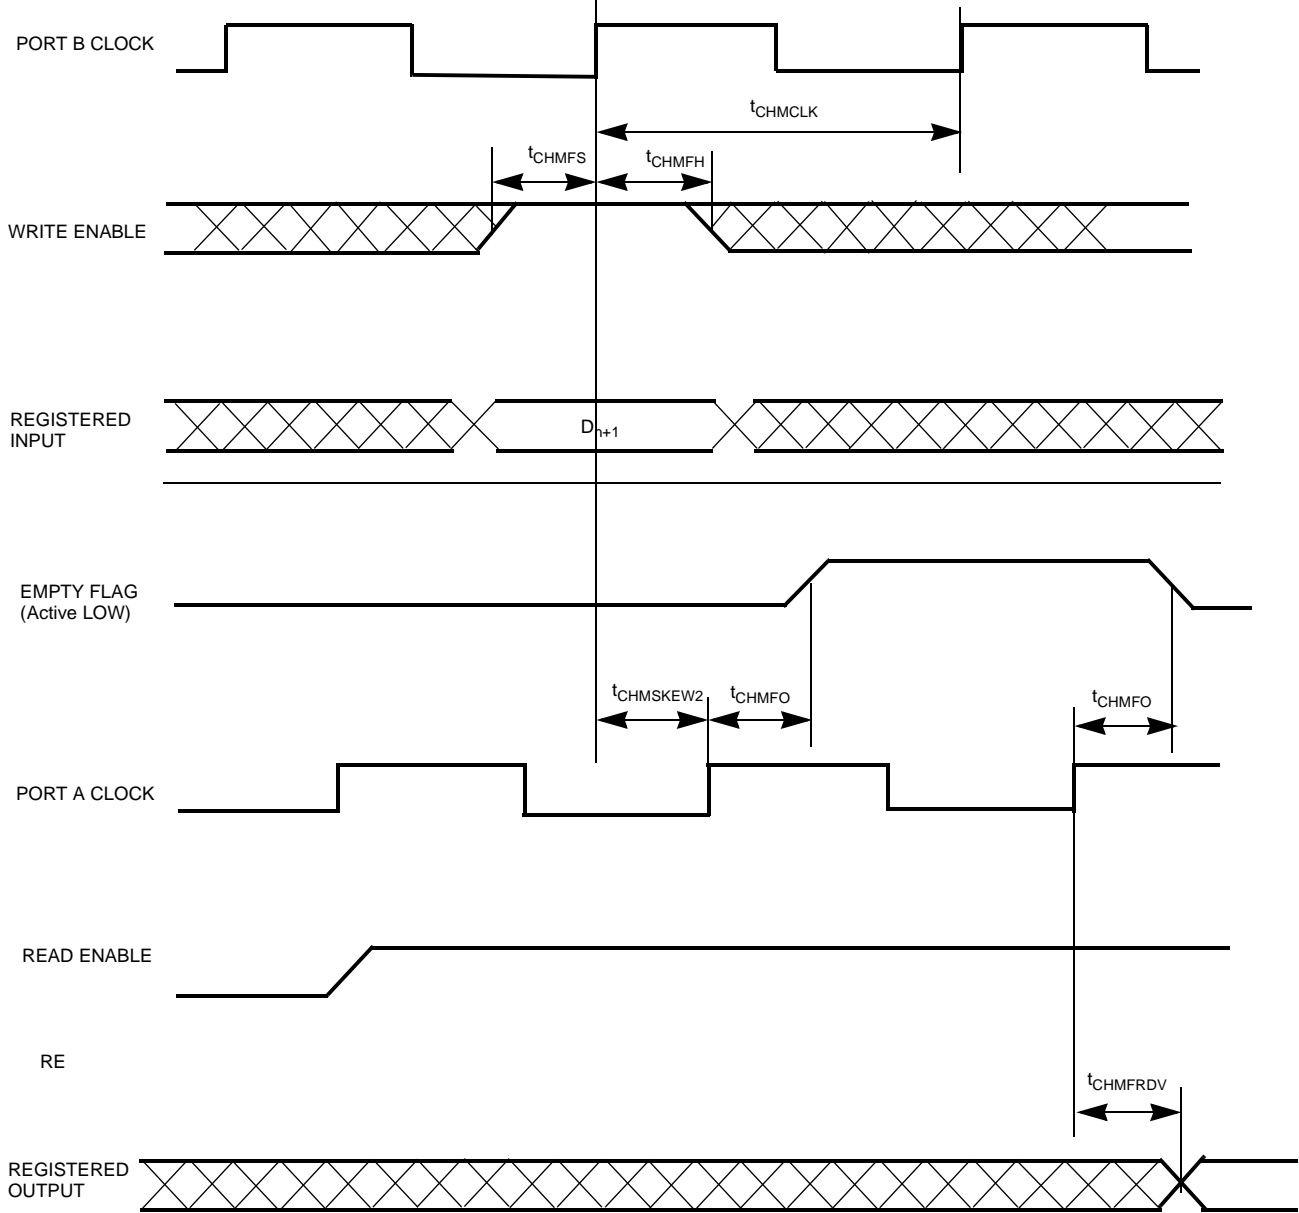 PORT B CLOCK
tCHMCLK
tCHMFS
tCHMFH
WRITE ENABLE
REGISTERED
INPUT
Dn+1
EMPTY FLAG
(Active LOW)
tCHMSKEW2
tCHMFO
tCHMFO
PORT A CLOCK
READ ENABLE
RE
tCHMFRDV
REGISTERED
OUTPUT